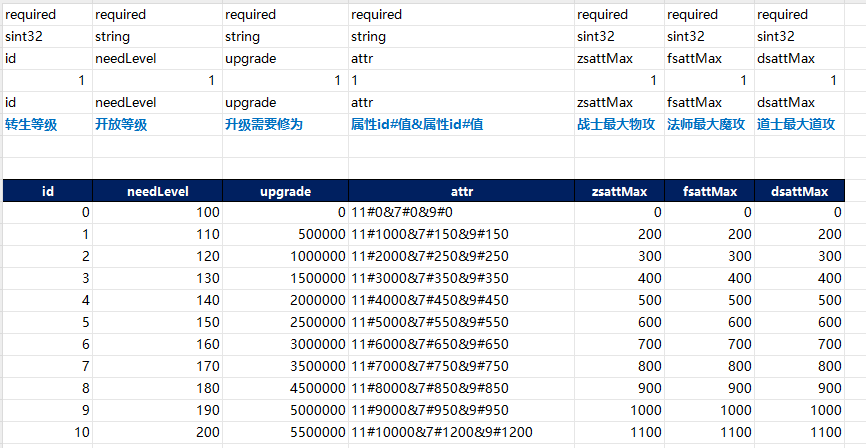 required required required required required required required
sint32 string string string sint32 sint32 sint32
id needLevel upgrade attr zsattMax fsattMax dsattMax
1 1 1 1 1 1 1
id needLevel upgrade attr zsattMax fsattMax dsattMax
转生等级 开放等级 升级需要修为 属性id#值&属性id#值 战士最大物攻 法师最大魔攻 道士最大道攻
id needLevel upgrade attr zsattMax fsattMax dsattMax
0 100 0 11#0&7#0&9#0 0 0 0
1 110 500000 11#1000&7#150&9#150 200 200 200
2 120 1000000 11#2000&7#250&9#250 300 300 300
3 130 1500000 11#3000&7#350&9#350 400 400 400
4 140 2000000 11#4000&7#450&9#450 500 500 500
5 150 2500000 11#5000&7#550&9#550 600 600 600
6 160 3000000 11#6000&7#650&9#650 700 700 700
7 170 3500000 11#7000&7#750&9#750 800 800 800
8 180 4500000 11#8000&7#850&9#850 900 900 900
9 190 5000000 11#9000&7#950&9#950 1000 1000 1000
10 200 5500000 11#10000&7#1200&9#1200 1100 1100 1100